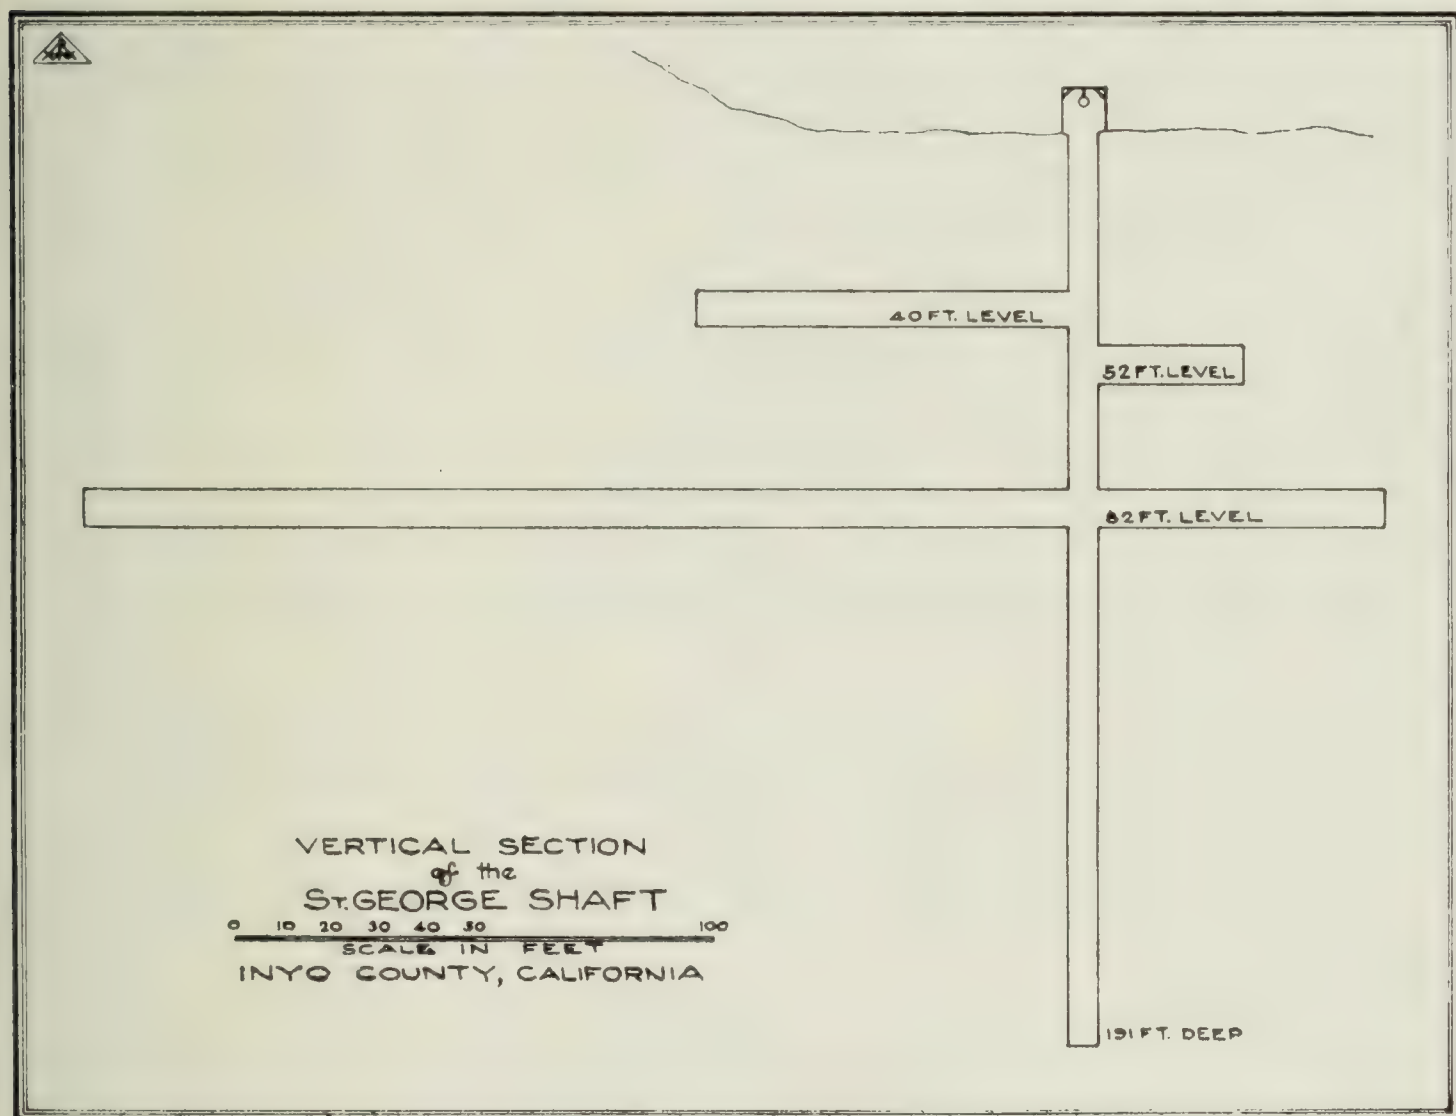 40 FT. LEVEL
52 FT. LEVEL
82 FT. LEVEL
VERTICAL SECTION
of the
ST. GEORGE SHAFT
0 10 20 30 40 50 100
SCALE IN FEET
INYO COUNTY, CALIFORNIA
191 FT. DEEP